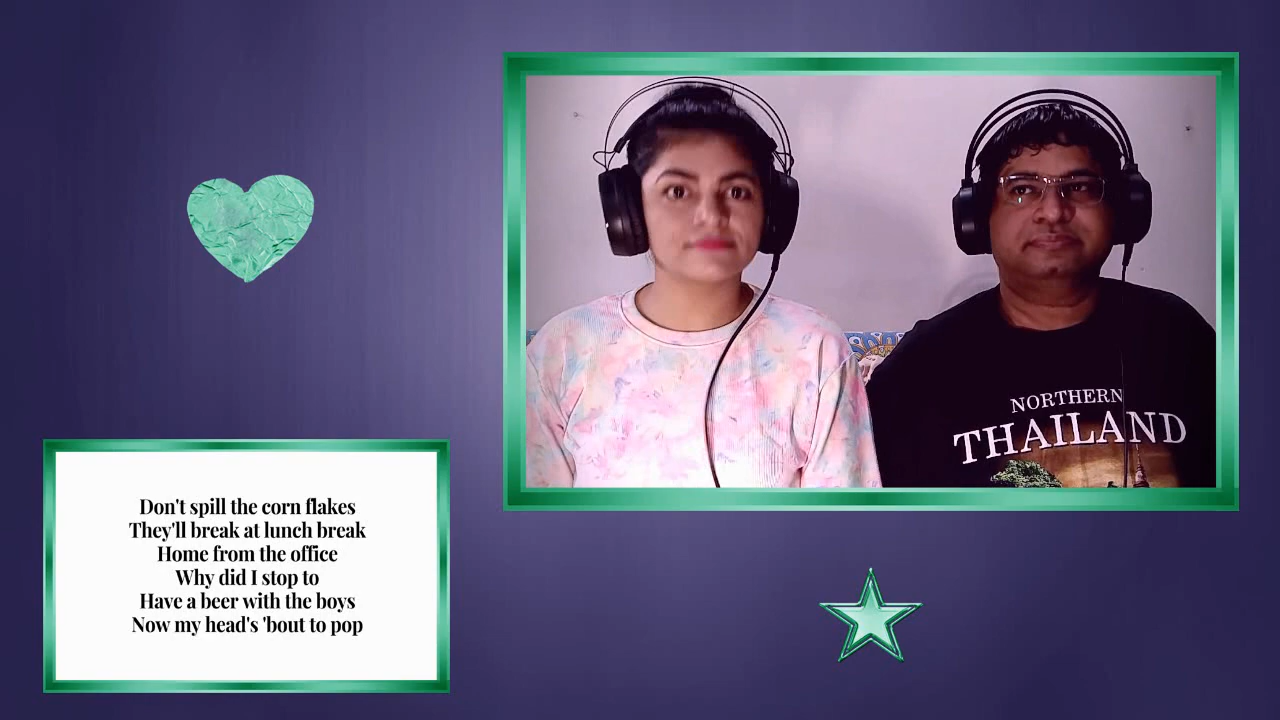 Don't spill the corn flakes
They'll break at lunch break
Home from the office
Why did I stop to
Have a beer with the boys
Now my head's 'bout to pop
NORTHERN
THAILAND